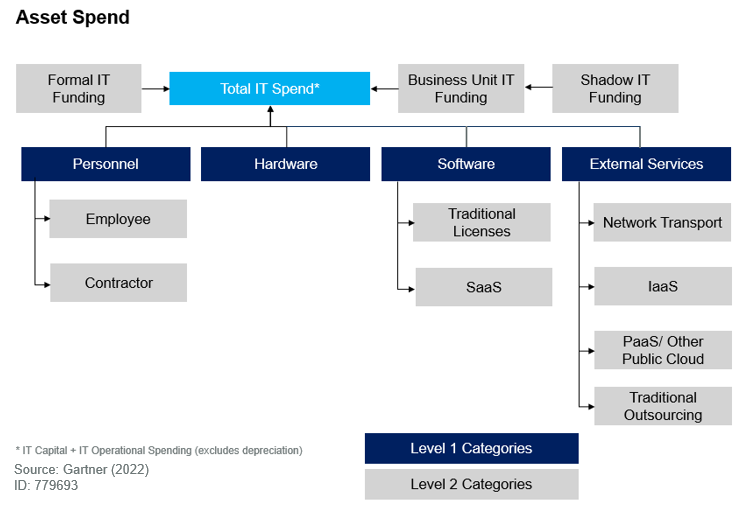 Asset Spend
Formal IT
Funding
Total IT Spend*
Business Unit IT
Funding
Shadow IT
Funding
Personnel
Hardware
Software
External Services
Employee
Traditional
Licenses
Network Transport
Contractor
SaaS
IaaS
PaaS/ Other
Public Cloud
Traditional
Outsourcing
* IT Capital + IT Operational Spending (excludes depreciation)
Source: Gartner (2022)
ID: 779693
Level 1 Categories
Level 2 Categories